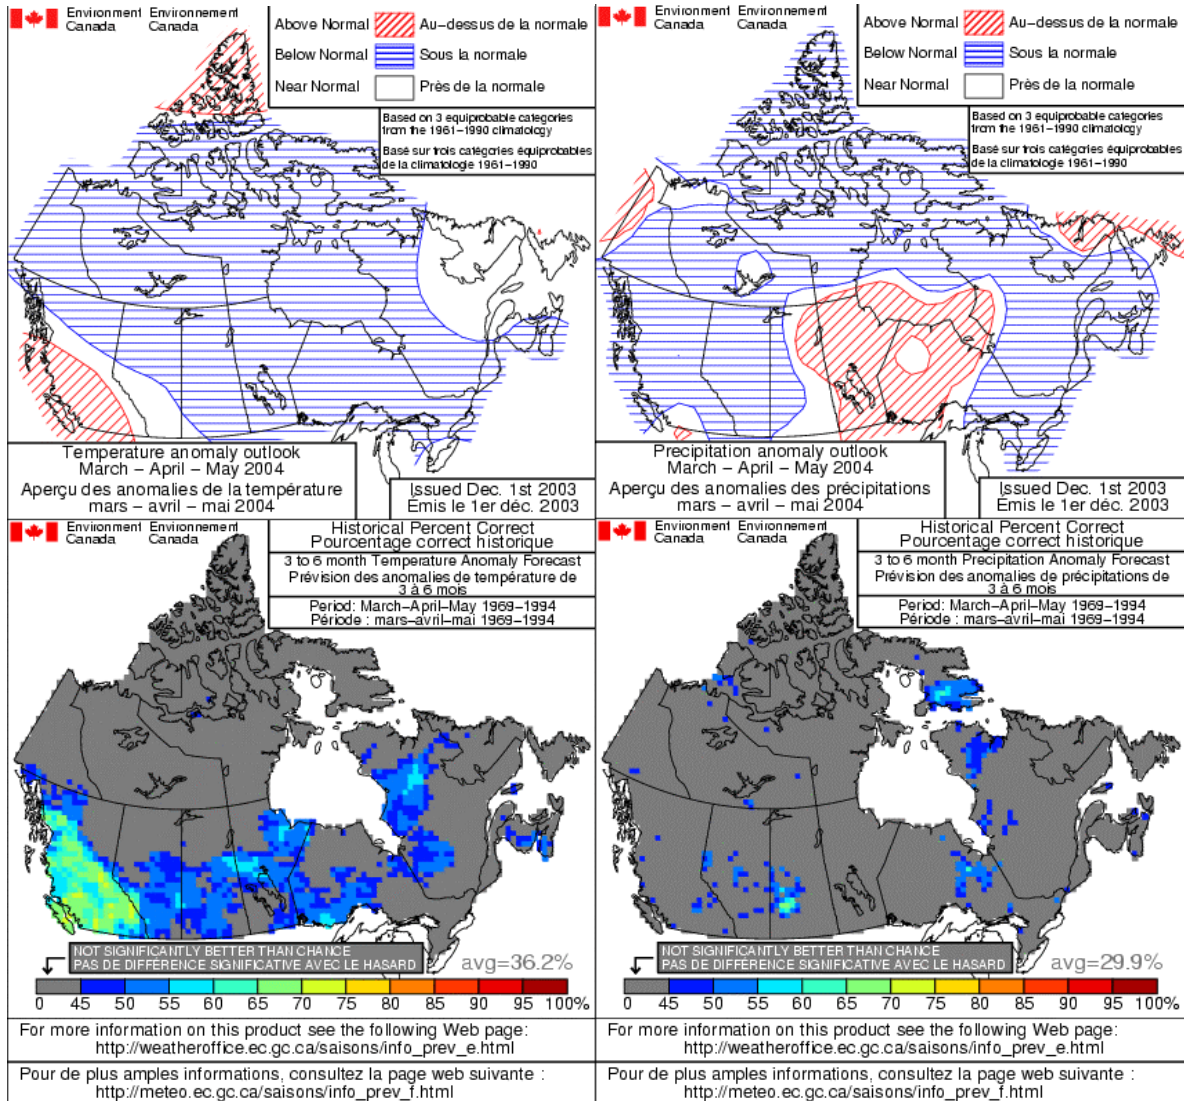 Environment Environnement
Canada Canada
Above Normal Au-dessus de la normale
Below Normal Sous la normale
Near Normal Près de la normale
Based on 3 equiprobable categories
from the 1961-1990 climatology
Basé sur trois catégories équiprobables
de la climatologie 1961-1990
Temperature anomaly outlook
March - April - May 2004
Aperçu des anomalies de la température
mars - avril - mai 2004
Issued Dec. 1st 2003
Émis le 1er déc. 2003
Environment Environnement
Canada Canada
Above Normal Au-dessus de la normale
Below Normal Sous la normale
Near Normal Près de la normale
Based on 3 equiprobable categories
from the 1961-1990 climatology
Basé sur trois catégories équiprobables
de la climatologie 1961-1990
Precipitation anomaly outlook
March - April - May 2004
Aperçu des anomalies des précipitations
mars - avril - mai 2004
Issued Dec. 1st 2003
Émis le 1er déc. 2003
Environment Environnement
Canada Canada
Historical Percent Correct
Pourcentage correct historique
3 to 6 month Temperature Anomaly Forecast
Prévision des anomalies de température de
3 à 6 mois
Period: March-April-May 1969-1994
Période : mars-avril-mai 1969-1994
NOT SIGNIFICANTLY BETTER THAN CHANCE
PAS DE DIFFÉRENCE SIGNIFICATIVE AVEC LE HASARD
avg=36.2%
0 45 50 55 60 65 70 75 80 85 90 95 100%
For more information on this product see the following Web page:
http://weatheroffice.ec.gc.ca/saisons/info_prev_e.html
Pour de plus amples informations, consultez la page web suivante :
http://meteo.ec.gc.ca/saisons/info_prev_f.html
Environment Environnement
Canada Canada
Historical Percent Correct
Pourcentage correct historique
3 to 6 month Precipitation Anomaly Forecast
Prévision des anomalies de précipitations de
3 à 6 mois
Period: March-April-May 1969-1994
Période : mars-avril-mai 1969-1994
NOT SIGNIFICANTLY BETTER THAN CHANCE
PAS DE DIFFÉRENCE SIGNIFICATIVE AVEC LE HASARD
avg=29.9%
0 45 50 55 60 65 70 75 80 85 90 95 100%
For more information on this product see the following Web page:
http://weatheroffice.ec.gc.ca/saisons/info_prev_e.html
Pour de plus amples informations, consultez la page web suivante :
http://meteo.ec.gc.ca/saisons/info_prev_f.html